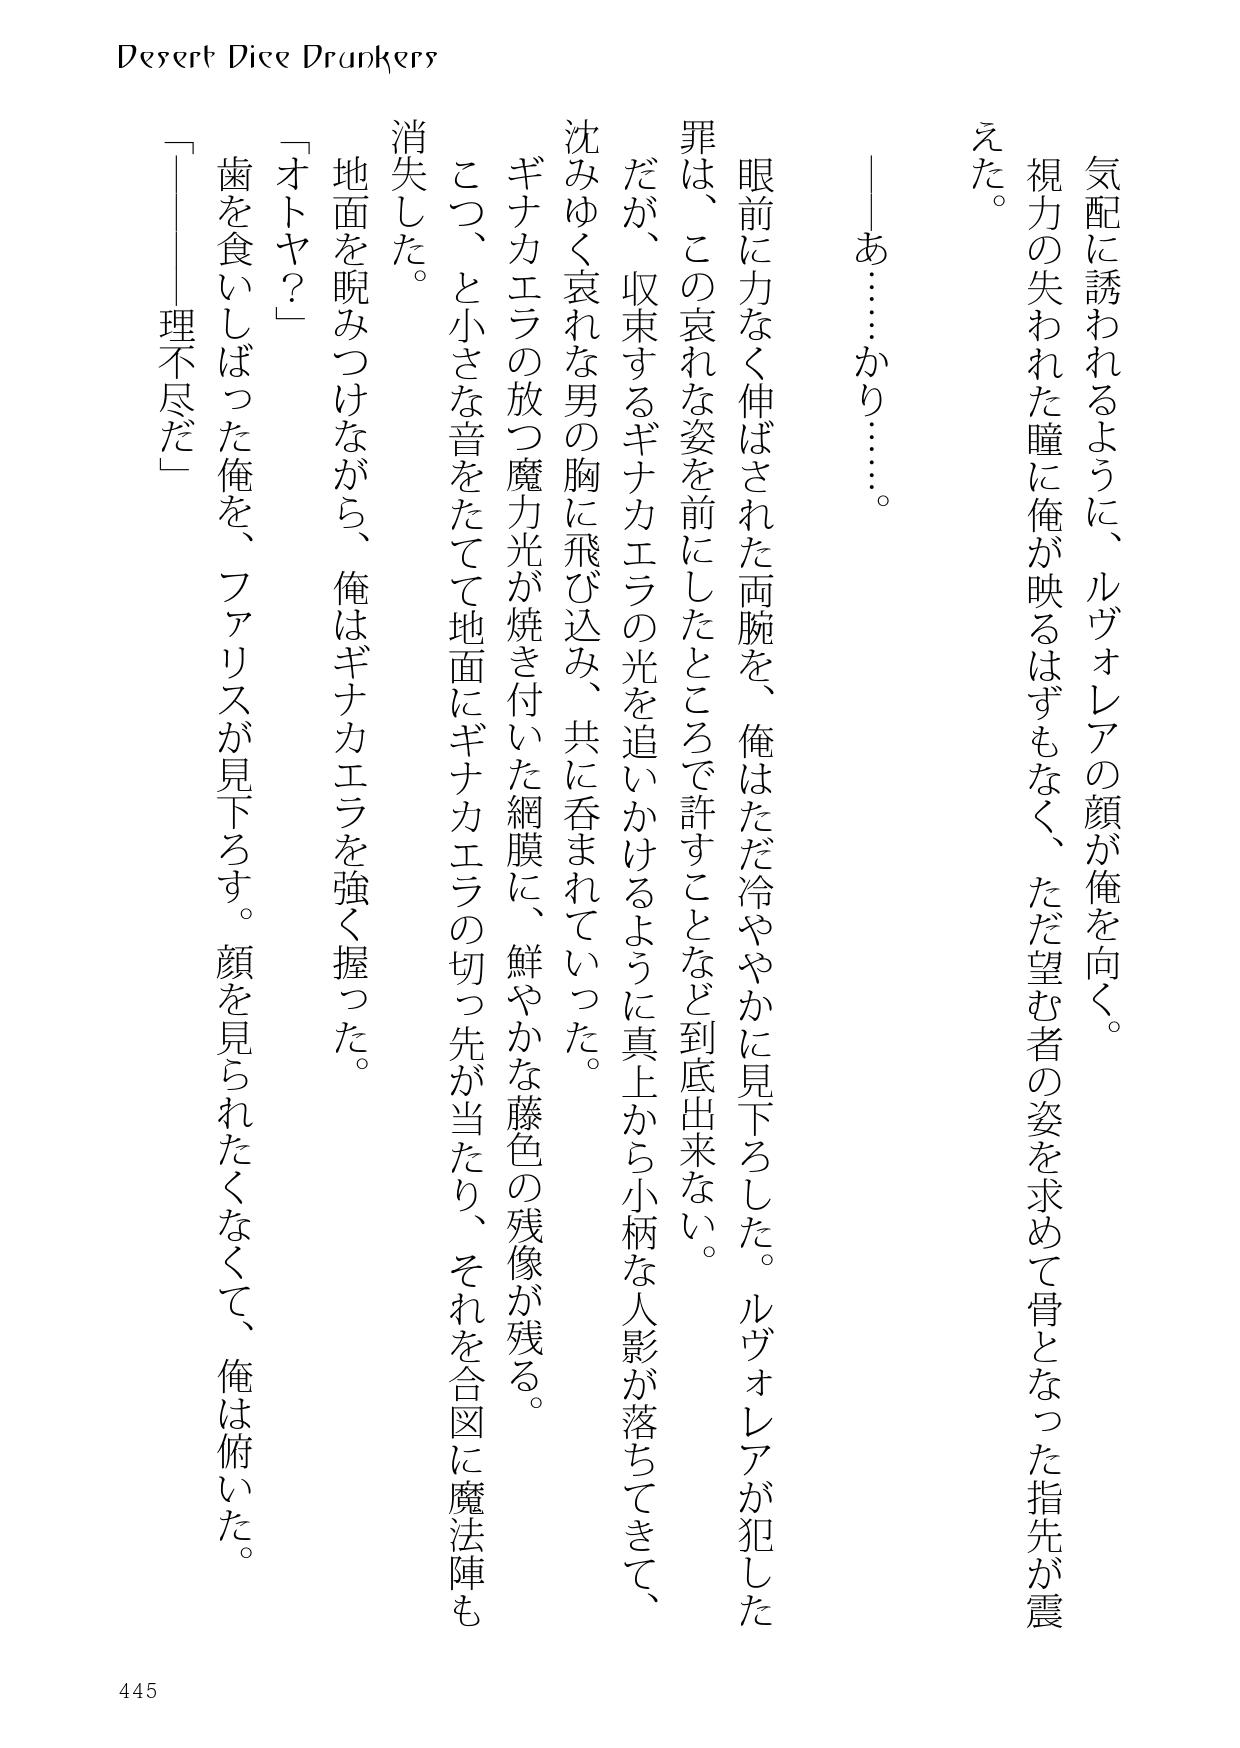 Desert Dice Drunkers
気配に誘われるように、ルヴォレアの顔が俺を向く。
視力の失われた瞳に俺が映るはずもなく、ただ望む者の姿を求めて骨となった指先が震
えた。
――あ……かり……。
眼前に力なく伸ばされた両腕を、俺はただ冷ややかに見下ろした。ルヴォレアが犯した
罪は、この哀れな姿を前にしたところで許すことなど到底出来ない。
だが、収束するギナカエラの光を追いかけるように真上から小柄な人影が落ちてきて、
沈みゆく哀れな男の胸に飛び込み、共に呑まれていった。
ギナカエラの放つ魔力光が焼き付いた網膜に、鮮やかな藤色の残像が残る。
こつ、と小さな音をたてて地面にギナカエラの切っ先が当たり、それを合図に魔法陣も
消失した。
地面を睨みつけながら、俺はギナカエラを強く握った。
「オトヤ？」
歯を食いしばった俺を、ファリスが見下ろす。顔を見られたくなくて、俺は俯いた。
「――――理不尽だ」
445